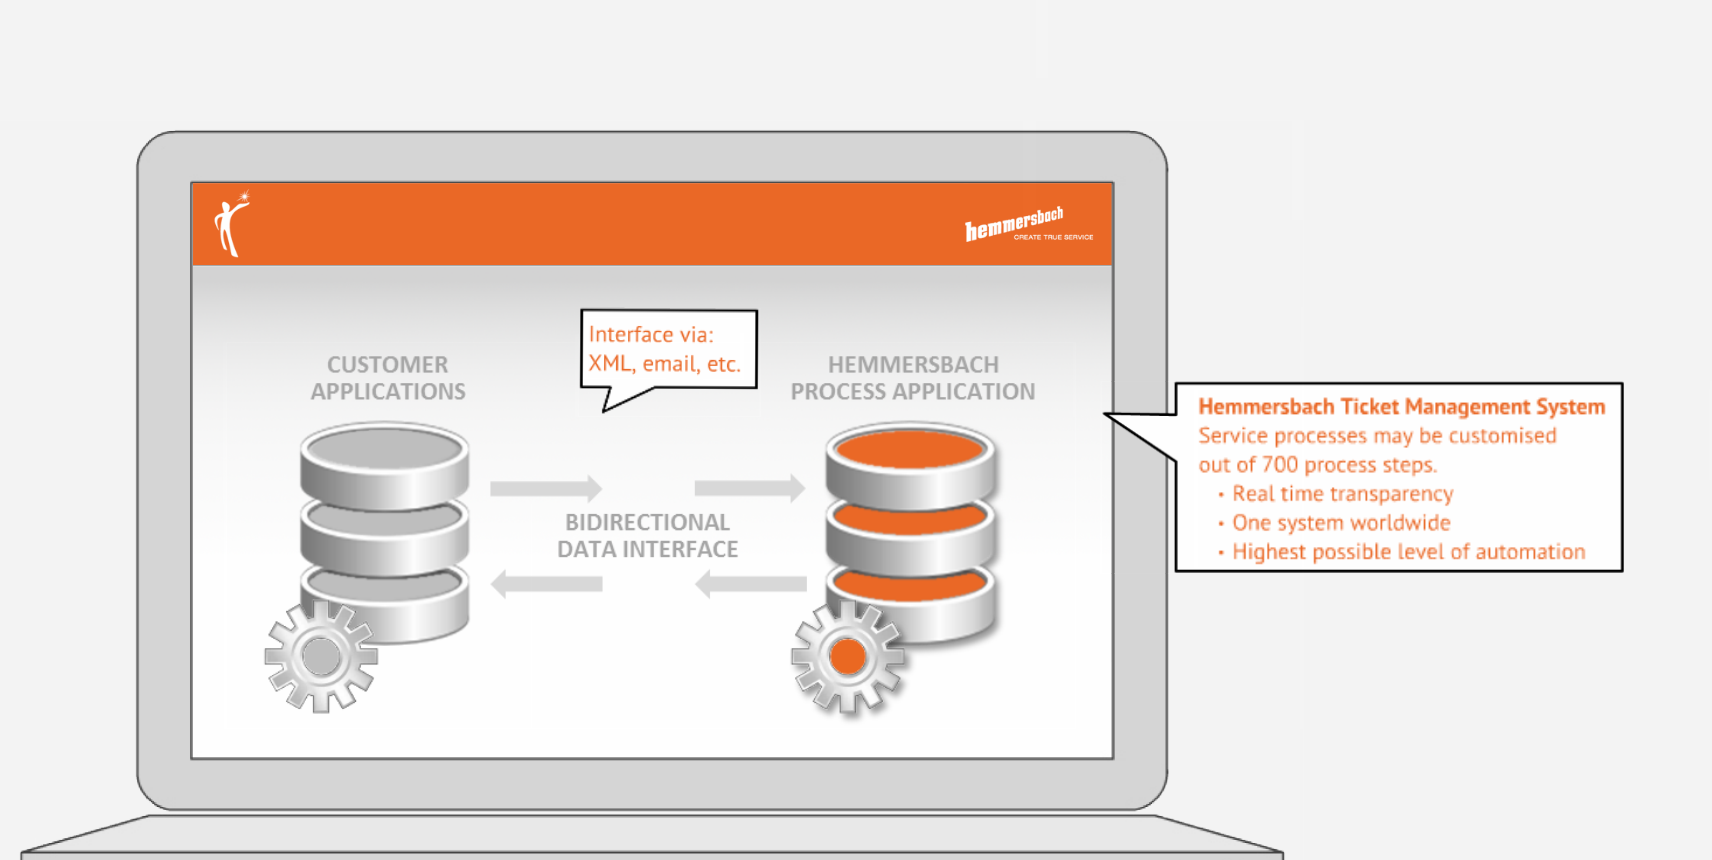 hemmersbach
CREATE TRUE SERVICE
Interface via:
XML, email, etc.
CUSTOMER
APPLICATIONS
HEMMERSBACH
PROCESS APPLICATION
BIDIRECTIONAL
DATA INTERFACE
Hemmersbach Ticket Management System
Service processes may be customised
out of 700 process steps.
• Real time transparency
• One system worldwide
• Highest possible level of automation